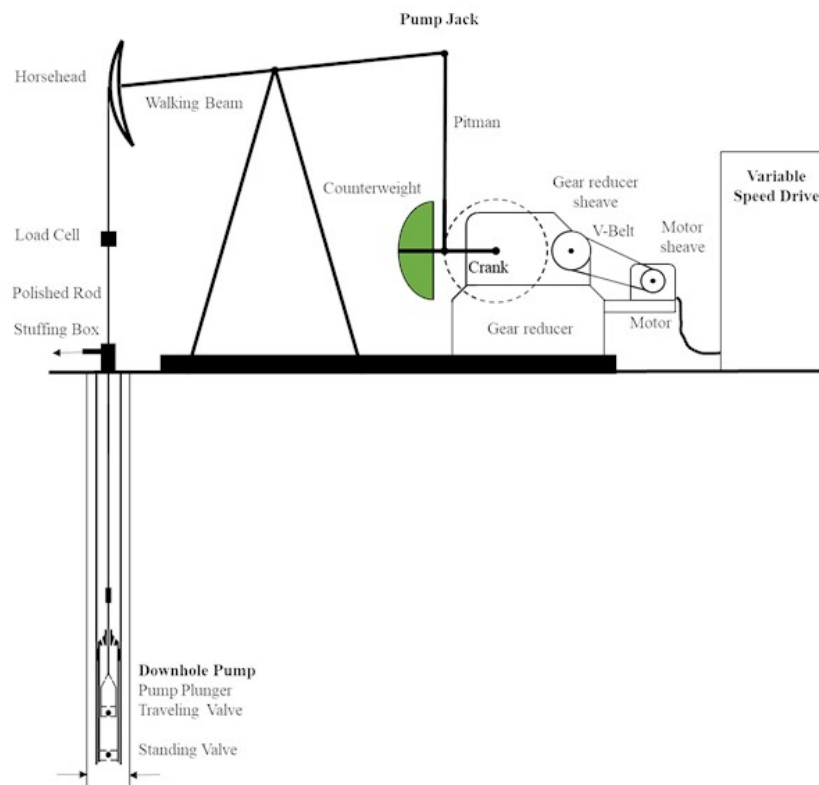 Pump Jack
Horsehead
Walking Beam
Pitman
Counterweight
Gear reducer
sheave
Variable
Speed Drive
V-Belt
Motor
sheave
Load Cell
Crank
Polished Rod
Stuffing Box
Gear reducer
Motor
Downhole Pump
Pump Plunger
Traveling Valve
Standing Valve